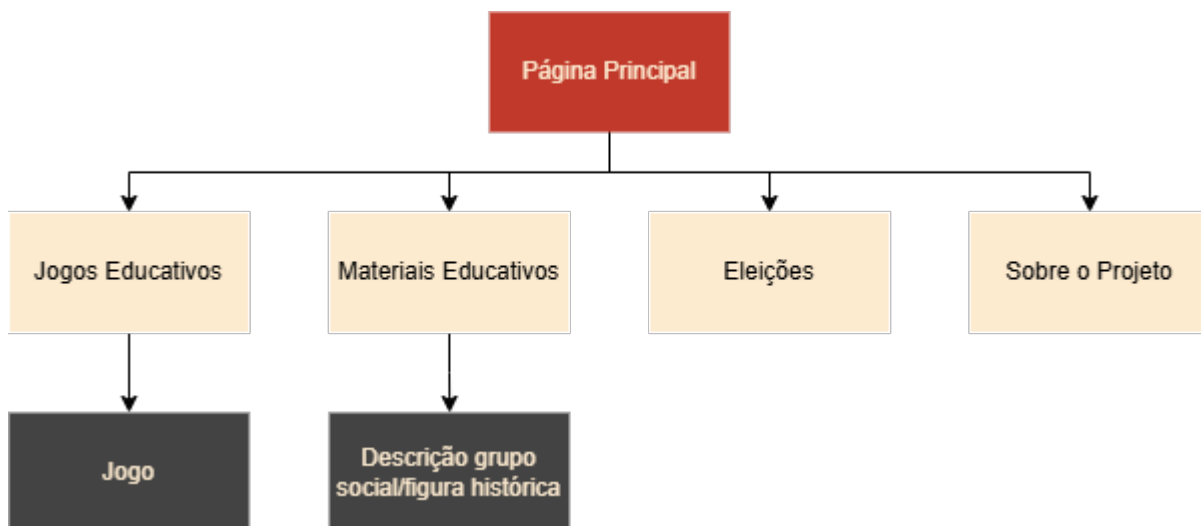 Página Principal
Jogos Educativos
Materiais Educativos
Eleições
Sobre o Projeto
Jogo
Descrição grupo
social/figura histórica